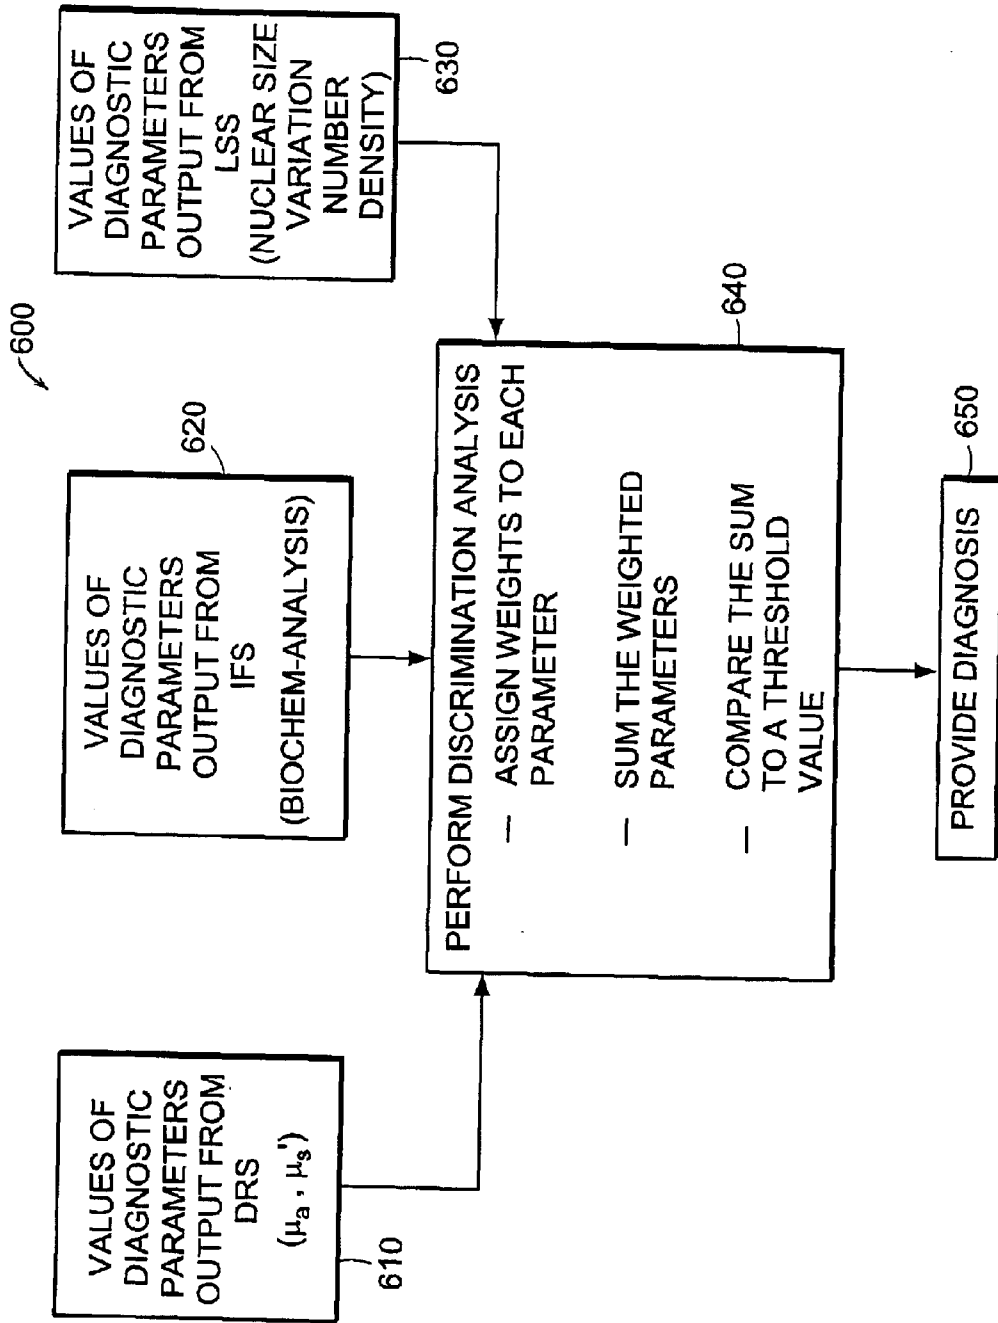 600
VALUES OF
DIAGNOSTIC
PARAMETERS
OUTPUT FROM
DRS
(μa , μs')
610
VALUES OF
DIAGNOSTIC
PARAMETERS
OUTPUT FROM
IFS
(BIOCHEM-ANALYSIS)
620
VALUES OF
DIAGNOSTIC
PARAMETERS
OUTPUT FROM
LSS
(NUCLEAR SIZE
VARIATION
NUMBER
DENSITY)
630
PERFORM DISCRIMINATION ANALYSIS
— ASSIGN WEIGHTS TO EACH
PARAMETER
— SUM THE WEIGHTED
PARAMETERS
— COMPARE THE SUM
TO A THRESHOLD
VALUE
640
PROVIDE DIAGNOSIS
650